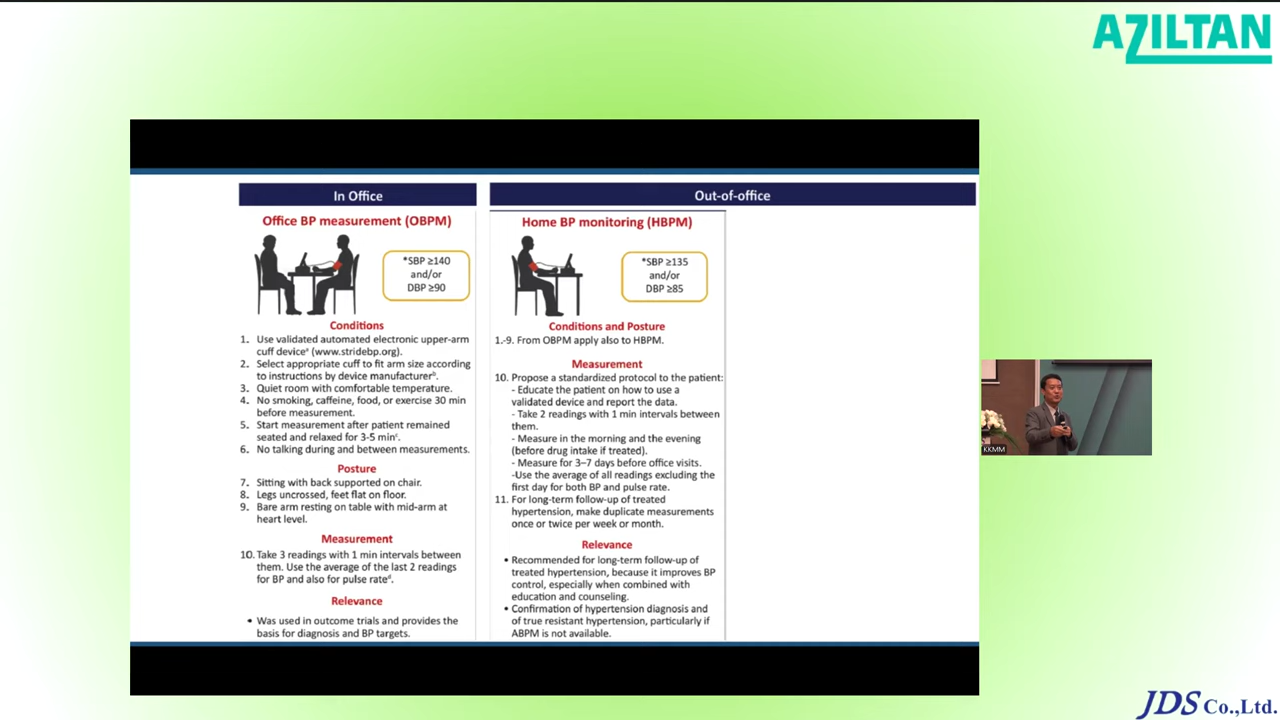 AZILTAN
In Office
Office BP measurement (OBPM)
*SBP ≥140
and/or
DBP ≥90
Conditions
1. Use validated automated electronic upper-arm
cuff deviceᵃ (www.stridebp.org).
2. Select appropriate cuff to fit arm size according
to instructions by device manufacturerᵇ.
3. Quiet room with comfortable temperature.
4. No smoking, caffeine, food, or exercise 30 min
before measurement.
5. Start measurement after patient remained
seated and relaxed for 3-5 minᶜ.
6. No talking during and between measurements.
Posture
7. Sitting with back supported on chair.
8. Legs uncrossed, feet flat on floor.
9. Bare arm resting on table with mid-arm at
heart level.
Measurement
10. Take 3 readings with 1 min intervals between
them. Use the average of the last 2 readings
for BP and also for pulse rateᵈ.
Relevance
• Was used in outcome trials and provides the
basis for diagnosis and BP targets.
Out-of-office
Home BP monitoring (HBPM)
*SBP ≥135
and/or
DBP ≥85
Conditions and Posture
1.-9. From OBPM apply also to HBPM.
Measurement
10. Propose a standardized protocol to the patient:
- Educate the patient on how to use a
validated device and report the data.
- Take 2 readings with 1 min intervals between
them.
- Measure in the morning and the evening
(before drug intake if treated).
- Measure for 3–7 days before office visits.
-Use the average of all readings excluding the
first day for both BP and pulse rate.
11. For long-term follow-up of treated
hypertension, make duplicate measurements
once or twice per week or month.
Relevance
• Recommended for long-term follow-up of
treated hypertension, because it improves BP
control, especially when combined with
education and counseling.
• Confirmation of hypertension diagnosis and
of true resistant hypertension, particularly if
ABPM is not available.
KKMM
JDS Co.,Ltd.